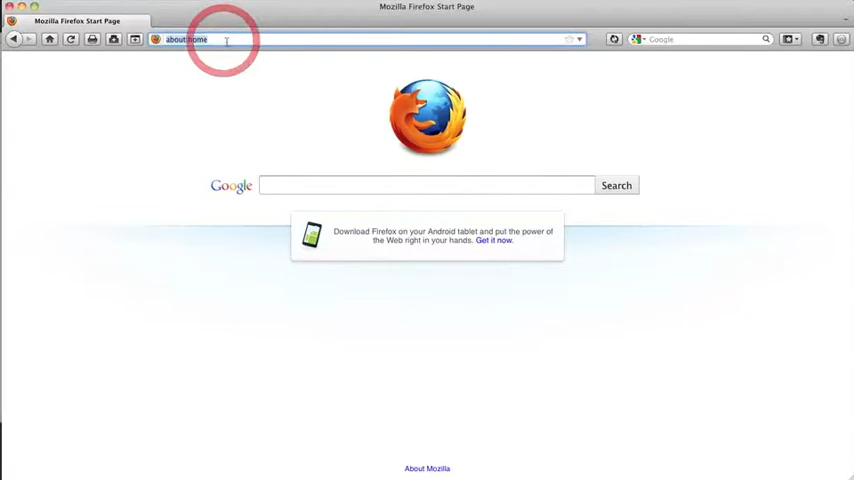 Mozilla Firefox Start Page
Mozilla Firefox Start Page
about:home
Google
Google
Search
Download Firefox on your Android tablet and put the power of
the Web right in your hands. Get it now.
About Mozilla